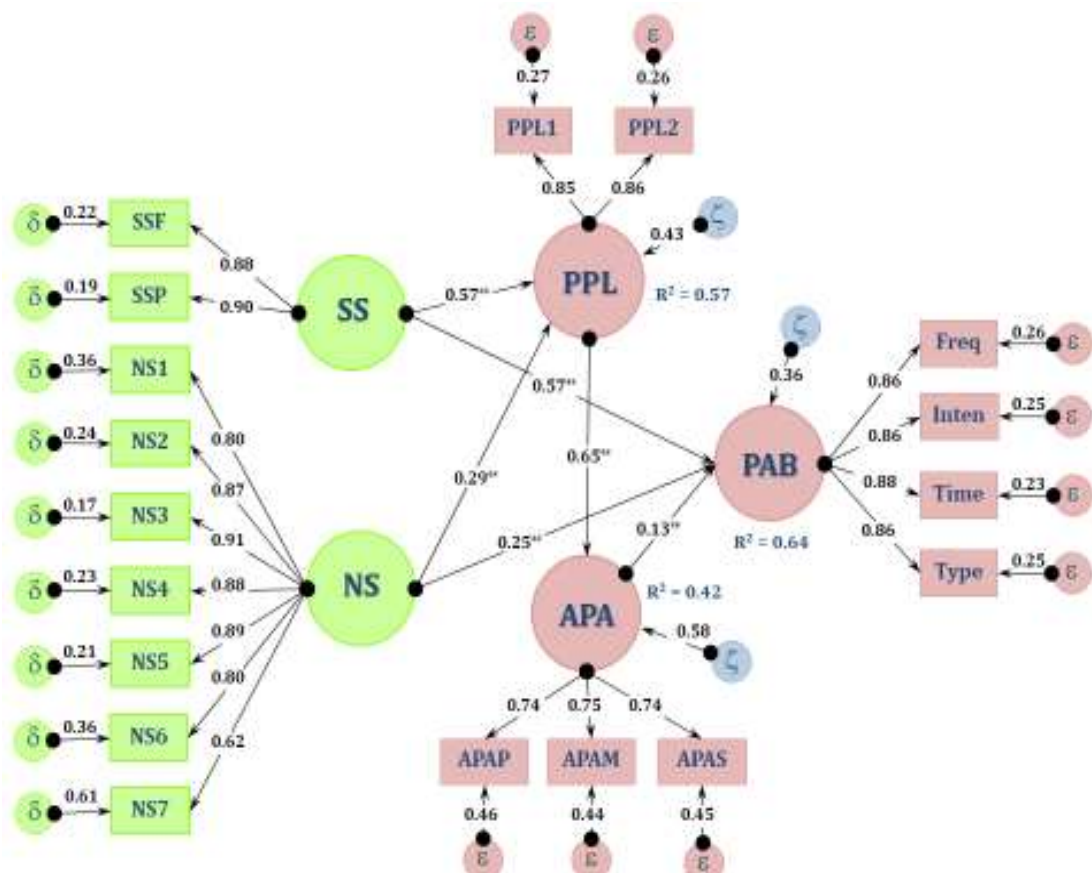 ε ε
0.27 0.26
PPL1 PPL2
0.85 0.86
δ 0.22 SSF
0.88
δ 0.19 SSP
0.90
SS
0.57**
PPL
0.43 ζ
R² = 0.57
ζ
0.36
0.57**
δ 0.36 NS1
0.80
δ 0.24 NS2
0.87
δ 0.17 NS3
0.91
δ 0.23 NS4
0.88
δ 0.21 NS5
0.89
δ 0.36 NS6
0.80
δ 0.61 NS7
0.62
NS
0.29**
0.25**
0.65**
0.13**
PAB
R² = 0.64
0.86 Freq 0.26 ε
0.86 Inten 0.25 ε
0.88 Time 0.23 ε
0.86 Type 0.25 ε
APA
R² = 0.42
0.58 ζ
0.74 0.75 0.74
APAP APAM APAS
0.46 0.44 0.45
ε ε ε